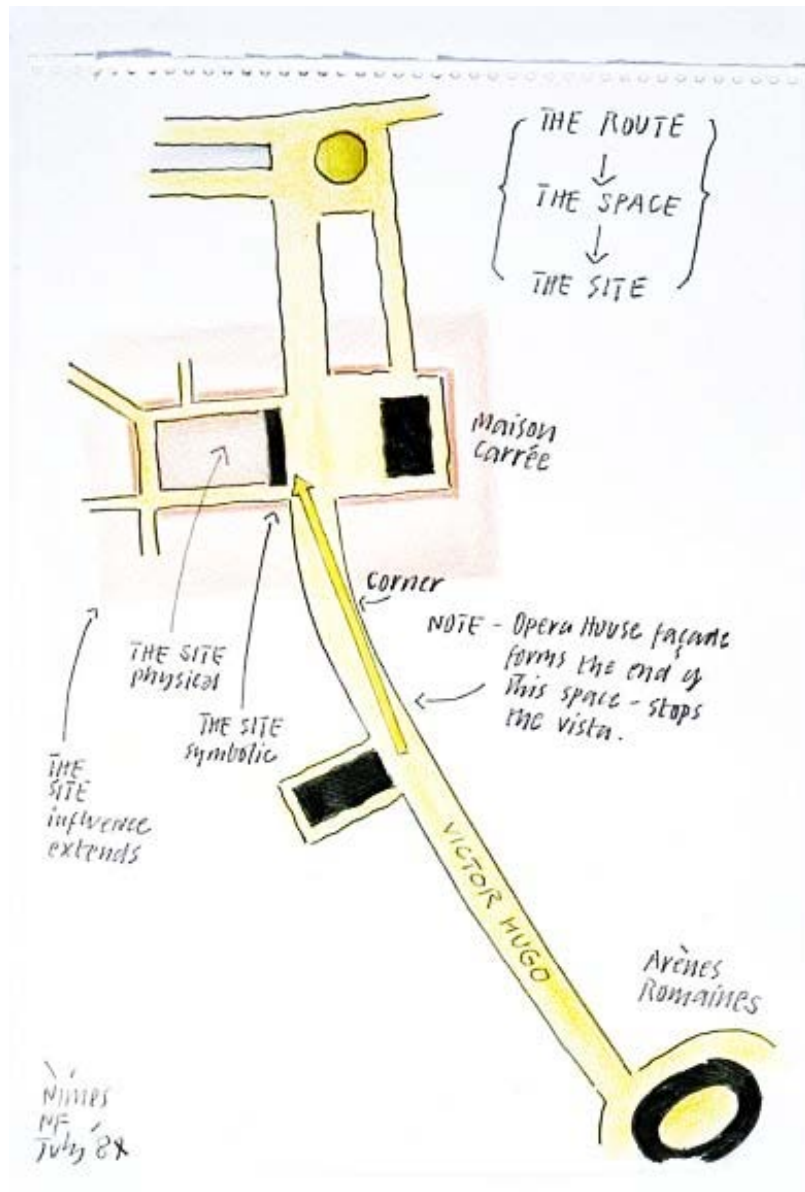 THE ROUTE
THE SPACE
THE SITE
Maison
Carrée
corner
NOTE - Opera House façade
forms the end of
this space - stops
the vista.
THE SITE
physical
THE SITE
symbolic
THE
SITE
influence
extends
VICTOR HUGO
Arènes
Romaines
Nîmes
NF
July